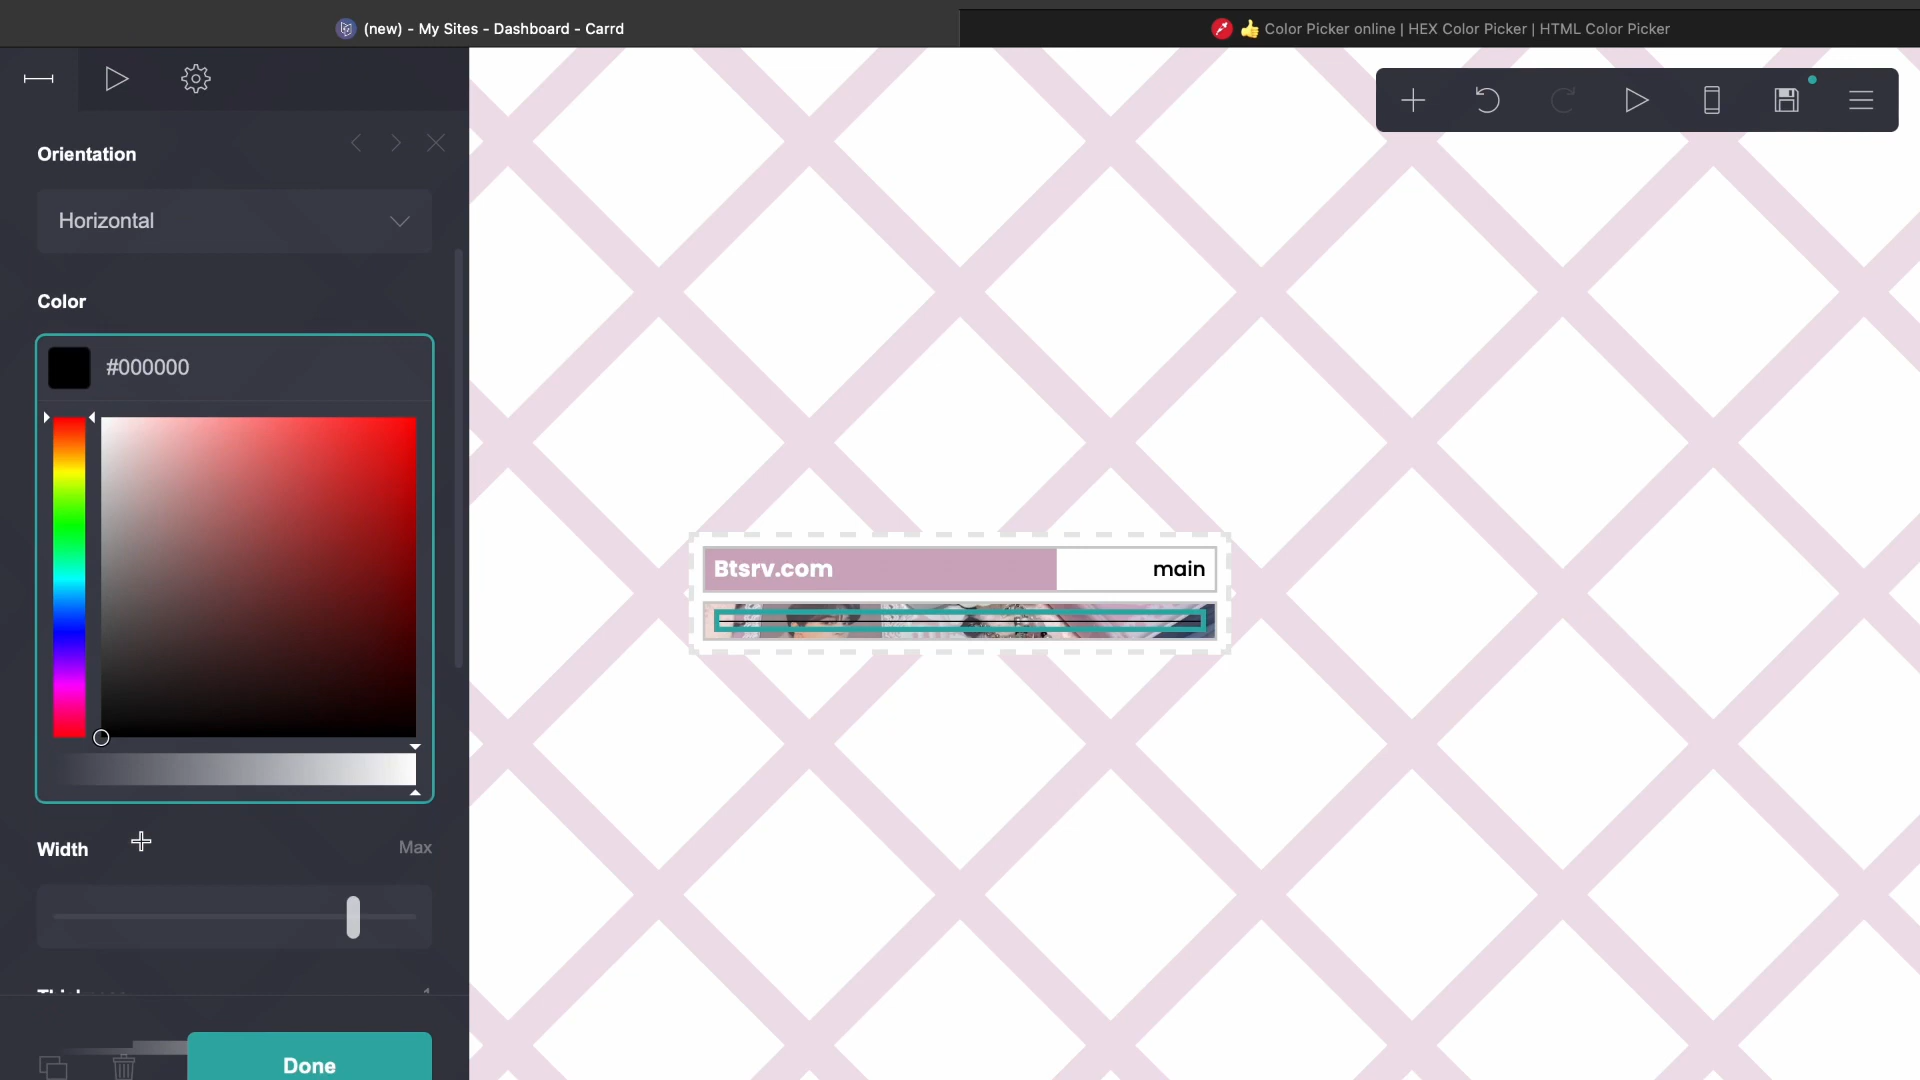 (new) - My Sites - Dashboard - Carrd
Color Picker online | HEX Color Picker | HTML Color Picker
Orientation
Horizontal
Color
#000000
Btsrv.com
main
Width
Max
Done